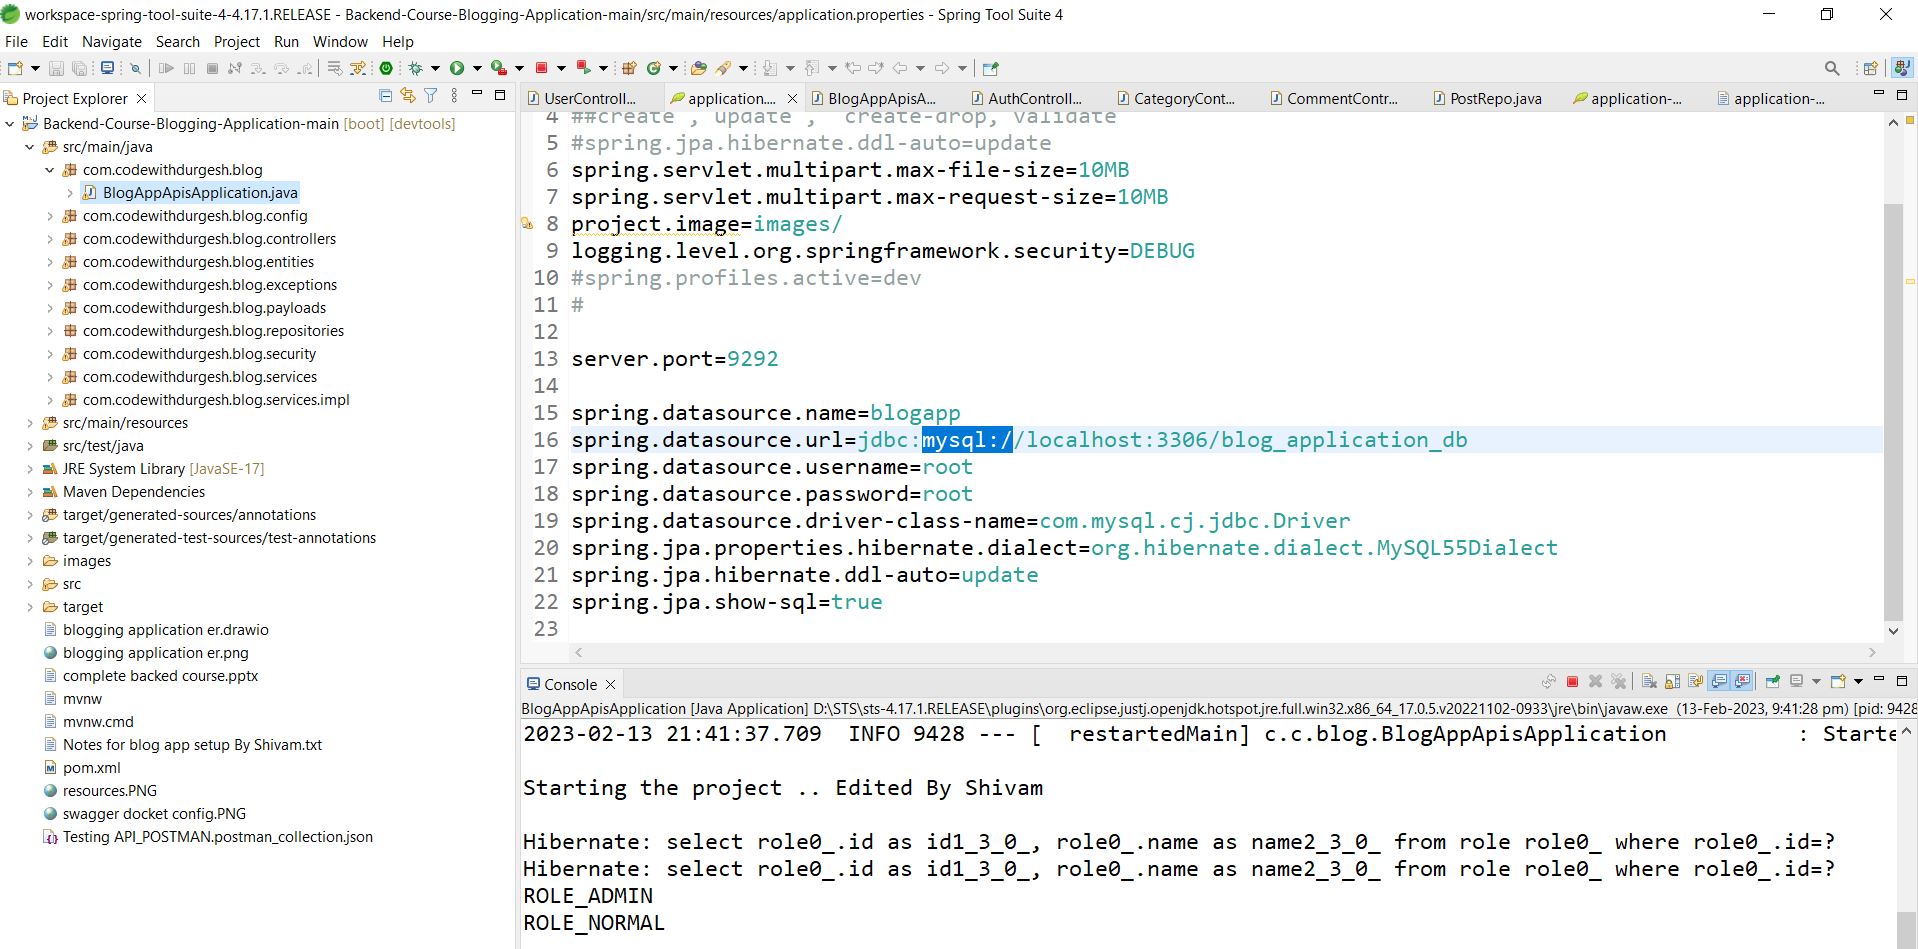 workspace-spring-tool-suite-4-4.17.1.RELEASE - Backend-Course-Blogging-Application-main/src/main/resources/application.properties - Spring Tool Suite 4
File Edit Navigate Search Project Run Window Help
Project Explorer
Backend-Course-Blogging-Application-main [boot] [devtools]
src/main/java
com.codewithdurgesh.blog
BlogAppApisApplication.java
com.codewithdurgesh.blog.config
com.codewithdurgesh.blog.controllers
com.codewithdurgesh.blog.entities
com.codewithdurgesh.blog.exceptions
com.codewithdurgesh.blog.payloads
com.codewithdurgesh.blog.repositories
com.codewithdurgesh.blog.security
com.codewithdurgesh.blog.services
com.codewithdurgesh.blog.services.impl
src/main/resources
src/test/java
JRE System Library [JavaSE-17]
Maven Dependencies
target/generated-sources/annotations
target/generated-test-sources/test-annotations
images
src
target
blogging application er.drawio
blogging application er.png
complete backed course.pptx
mvnw
mvnw.cmd
Notes for blog app setup By Shivam.txt
pom.xml
resources.PNG
swagger docket config.PNG
Testing API_POSTMAN.postman_collection.json
UserControll... application.... BlogAppApisA... AuthControll... CategoryCont... CommentContr... PostRepo.java application-... application-...
4 ##create , update , create-drop, validate
5 #spring.jpa.hibernate.ddl-auto=update
6 spring.servlet.multipart.max-file-size=10MB
7 spring.servlet.multipart.max-request-size=10MB
8 project.image=images/
9 logging.level.org.springframework.security=DEBUG
10 #spring.profiles.active=dev
11 #
12
13 server.port=9292
14
15 spring.datasource.name=blogapp
16 spring.datasource.url=jdbc:mysql://localhost:3306/blog_application_db
17 spring.datasource.username=root
18 spring.datasource.password=root
19 spring.datasource.driver-class-name=com.mysql.cj.jdbc.Driver
20 spring.jpa.properties.hibernate.dialect=org.hibernate.dialect.MySQL55Dialect
21 spring.jpa.hibernate.ddl-auto=update
22 spring.jpa.show-sql=true
23
Console
BlogAppApisApplication [Java Application] D:\STS\sts-4.17.1.RELEASE\plugins\org.eclipse.justj.openjdk.hotspot.jre.full.win32.x86_64_17.0.5.v20221102-0933\jre\bin\javaw.exe (13-Feb-2023, 9:41:28 pm) [pid: 9428
2023-02-13 21:41:37.709 INFO 9428 --- [ restartedMain] c.c.blog.BlogAppApisApplication : Starte
Starting the project .. Edited By Shivam
Hibernate: select role0_.id as id1_3_0_, role0_.name as name2_3_0_ from role role0_ where role0_.id=?
Hibernate: select role0_.id as id1_3_0_, role0_.name as name2_3_0_ from role role0_ where role0_.id=?
ROLE_ADMIN
ROLE_NORMAL